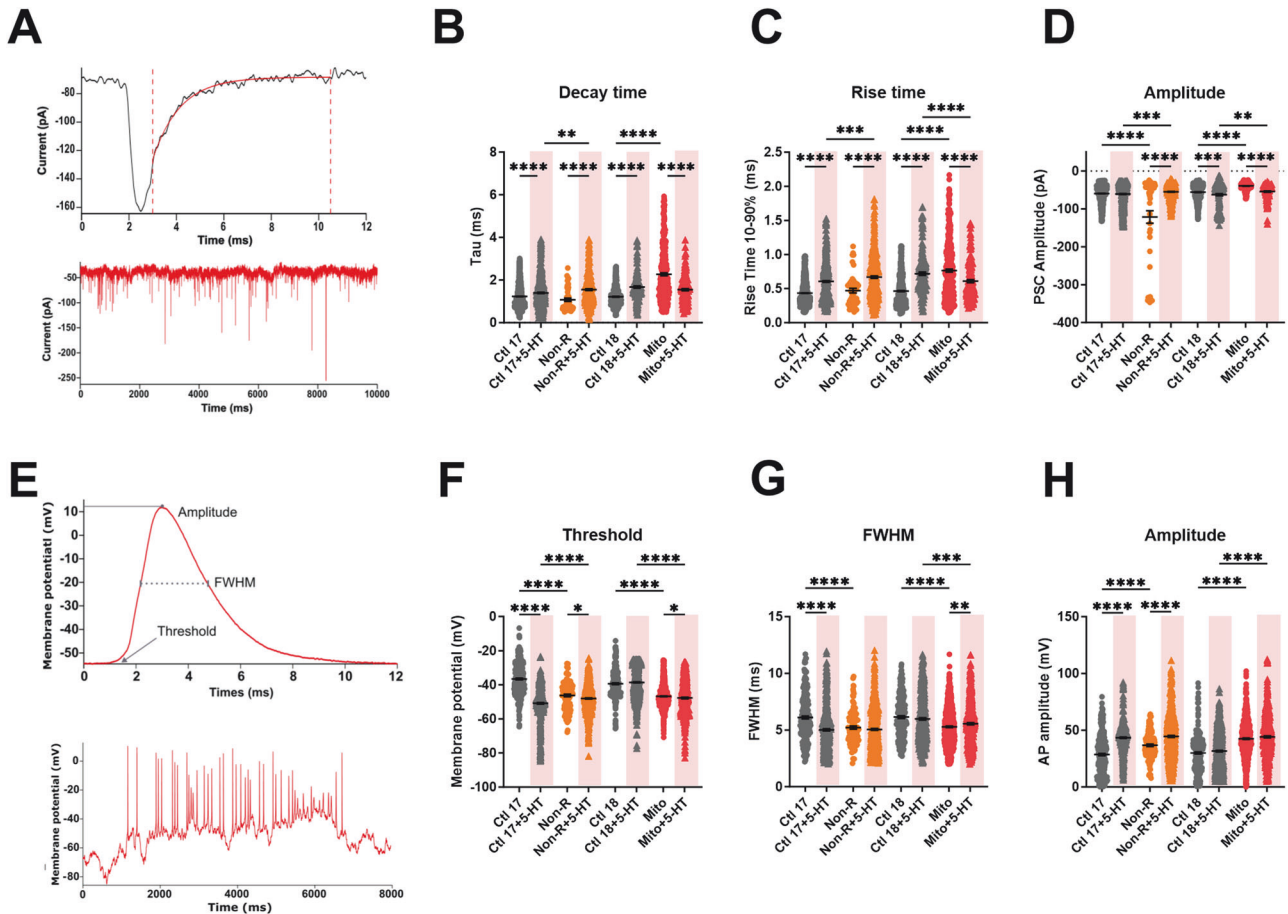 A
Current (pA)
-80
-100
-120
-140
-160
0 2 4 6 8 10 12
Time (ms)
Current (pA)
-50
-100
-150
-200
-250
0 2000 4000 6000 8000 10000
Time (ms)
B
Decay time
** ****
**** **** **** ****
Tau (ms)
6
4
2
0
Ctl 17
Ctl 17+5-HT
Non-R
Non-R+5-HT
Ctl 18
Ctl 18+5-HT
Mito
Mito+5-HT
C
Rise time
****
*** ****
**** **** **** ****
Rise Time 10-90% (ms)
2.5
2.0
1.5
1.0
0.5
0.0
Ctl 17
Ctl 17+5-HT
Non-R
Non-R+5-HT
Ctl 18
Ctl 18+5-HT
Mito
Mito+5-HT
D
Amplitude
*** **
**** ****
**** *** ****
PSC Amplitude (pA)
0
-100
-200
-300
-400
Ctl 17
Ctl 17+5-HT
Non-R
Non-R+5-HT
Ctl 18
Ctl 18+5-HT
Mito
Mito+5-HT
E
Membrane potentiatl (mV)
10
0
-10
-20
-30
-40
-50
Amplitude
FWHM
Threshold
0 2 4 6 8 10 12
Times (ms)
Membrane potential (mV)
0
-20
-40
-60
-80
0 2000 4000 6000 8000
Time (ms)
F
Threshold
**** ****
**** ****
**** * *
Membrane potential (mV)
0
-20
-40
-60
-80
-100
Ctl 17
Ctl 17+5-HT
Non-R
Non-R+5-HT
Ctl 18
Ctl 18+5-HT
Mito
Mito+5-HT
G
FWHM
***
**** ****
**** **
FWHM (ms)
15
10
5
0
Ctl 17
Ctl 17+5-HT
Non-R
Non-R+5-HT
Ctl 18
Ctl 18+5-HT
Mito
Mito+5-HT
H
Amplitude
****
**** ****
**** ****
AP amplitude (mV)
150
100
50
0
Ctl 17
Ctl 17+5-HT
Non-R
Non-R+5-HT
Ctl 18
Ctl 18+5-HT
Mito
Mito+5-HT